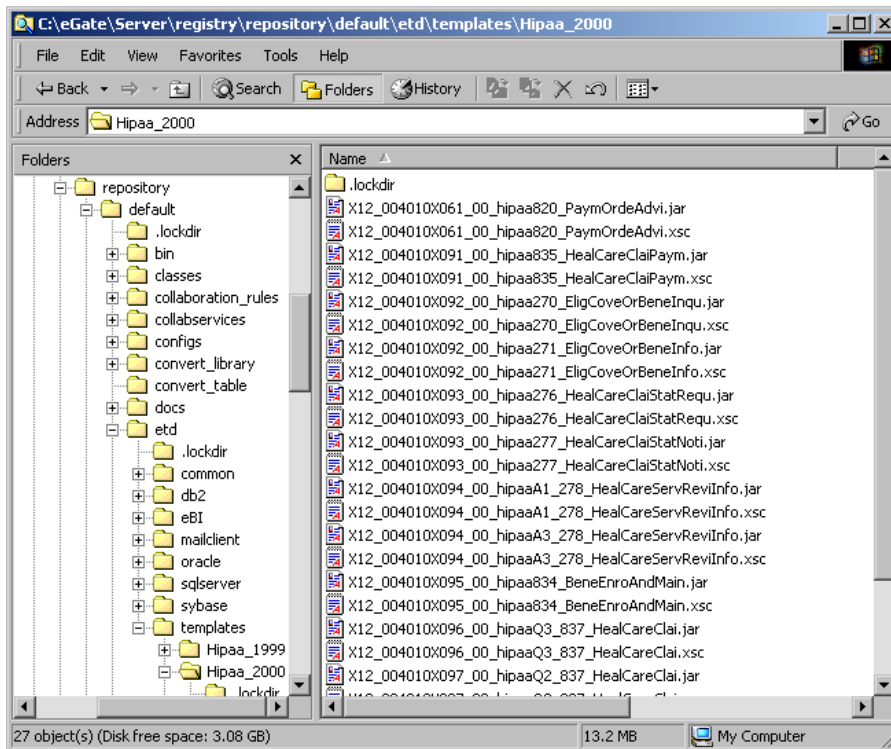 C:\eGate\Server\registry\repository\default\etd\templates\Hipaa_2000
File Edit View Favorites Tools Help
Back Search Folders History
Address Hipaa_2000 Go
Folders
repository
default
.lockdir
bin
classes
collaboration_rules
collabservices
configs
convert_library
convert_table
docs
etd
.lockdir
common
db2
eBI
mailclient
oracle
sqlserver
sybase
templates
Hipaa_1999
Hipaa_2000
.lockdir
Name
.lockdir
X12_004010X061_00_hipaa820_PaymOrdeAdvi.jar
X12_004010X061_00_hipaa820_PaymOrdeAdvi.xsc
X12_004010X091_00_hipaa835_HealCareClaiPaym.jar
X12_004010X091_00_hipaa835_HealCareClaiPaym.xsc
X12_004010X092_00_hipaa270_EligCoveOrBeneInqu.jar
X12_004010X092_00_hipaa270_EligCoveOrBeneInqu.xsc
X12_004010X092_00_hipaa271_EligCoveOrBeneInfo.jar
X12_004010X092_00_hipaa271_EligCoveOrBeneInfo.xsc
X12_004010X093_00_hipaa276_HealCareClaiStatRequ.jar
X12_004010X093_00_hipaa276_HealCareClaiStatRequ.xsc
X12_004010X093_00_hipaa277_HealCareClaiStatNoti.jar
X12_004010X093_00_hipaa277_HealCareClaiStatNoti.xsc
X12_004010X094_00_hipaaA1_278_HealCareServReviInfo.jar
X12_004010X094_00_hipaaA1_278_HealCareServReviInfo.xsc
X12_004010X094_00_hipaaA3_278_HealCareServReviInfo.jar
X12_004010X094_00_hipaaA3_278_HealCareServReviInfo.xsc
X12_004010X095_00_hipaa834_BeneEnroAndMain.jar
X12_004010X095_00_hipaa834_BeneEnroAndMain.xsc
X12_004010X096_00_hipaaQ3_837_HealCareClai.jar
X12_004010X096_00_hipaaQ3_837_HealCareClai.xsc
X12_004010X097_00_hipaaQ2_837_HealCareClai.jar
27 object(s) (Disk free space: 3.08 GB) 13.2 MB My Computer